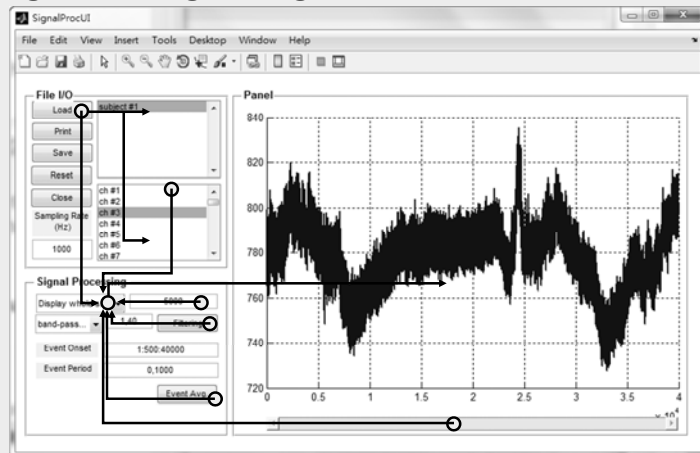 SignalProcUI
File Edit View Insert Tools Desktop Window Help
File I/O
Load
subject #1
Print
Save
Reset
Close
Sampling Rate
(Hz)
1000
ch #1
ch #2
ch #3
ch #4
ch #5
ch #6
ch #7
Signal Processing
Display whole
5000
band-pass...
1,40
Filtering
Event Onset
1:500:40000
Event Period
0,1000
Event Avg
Panel
840
820
800
780
760
740
720
0 0.5 1 1.5 2 2.5 3 3.5 4
× 10⁴